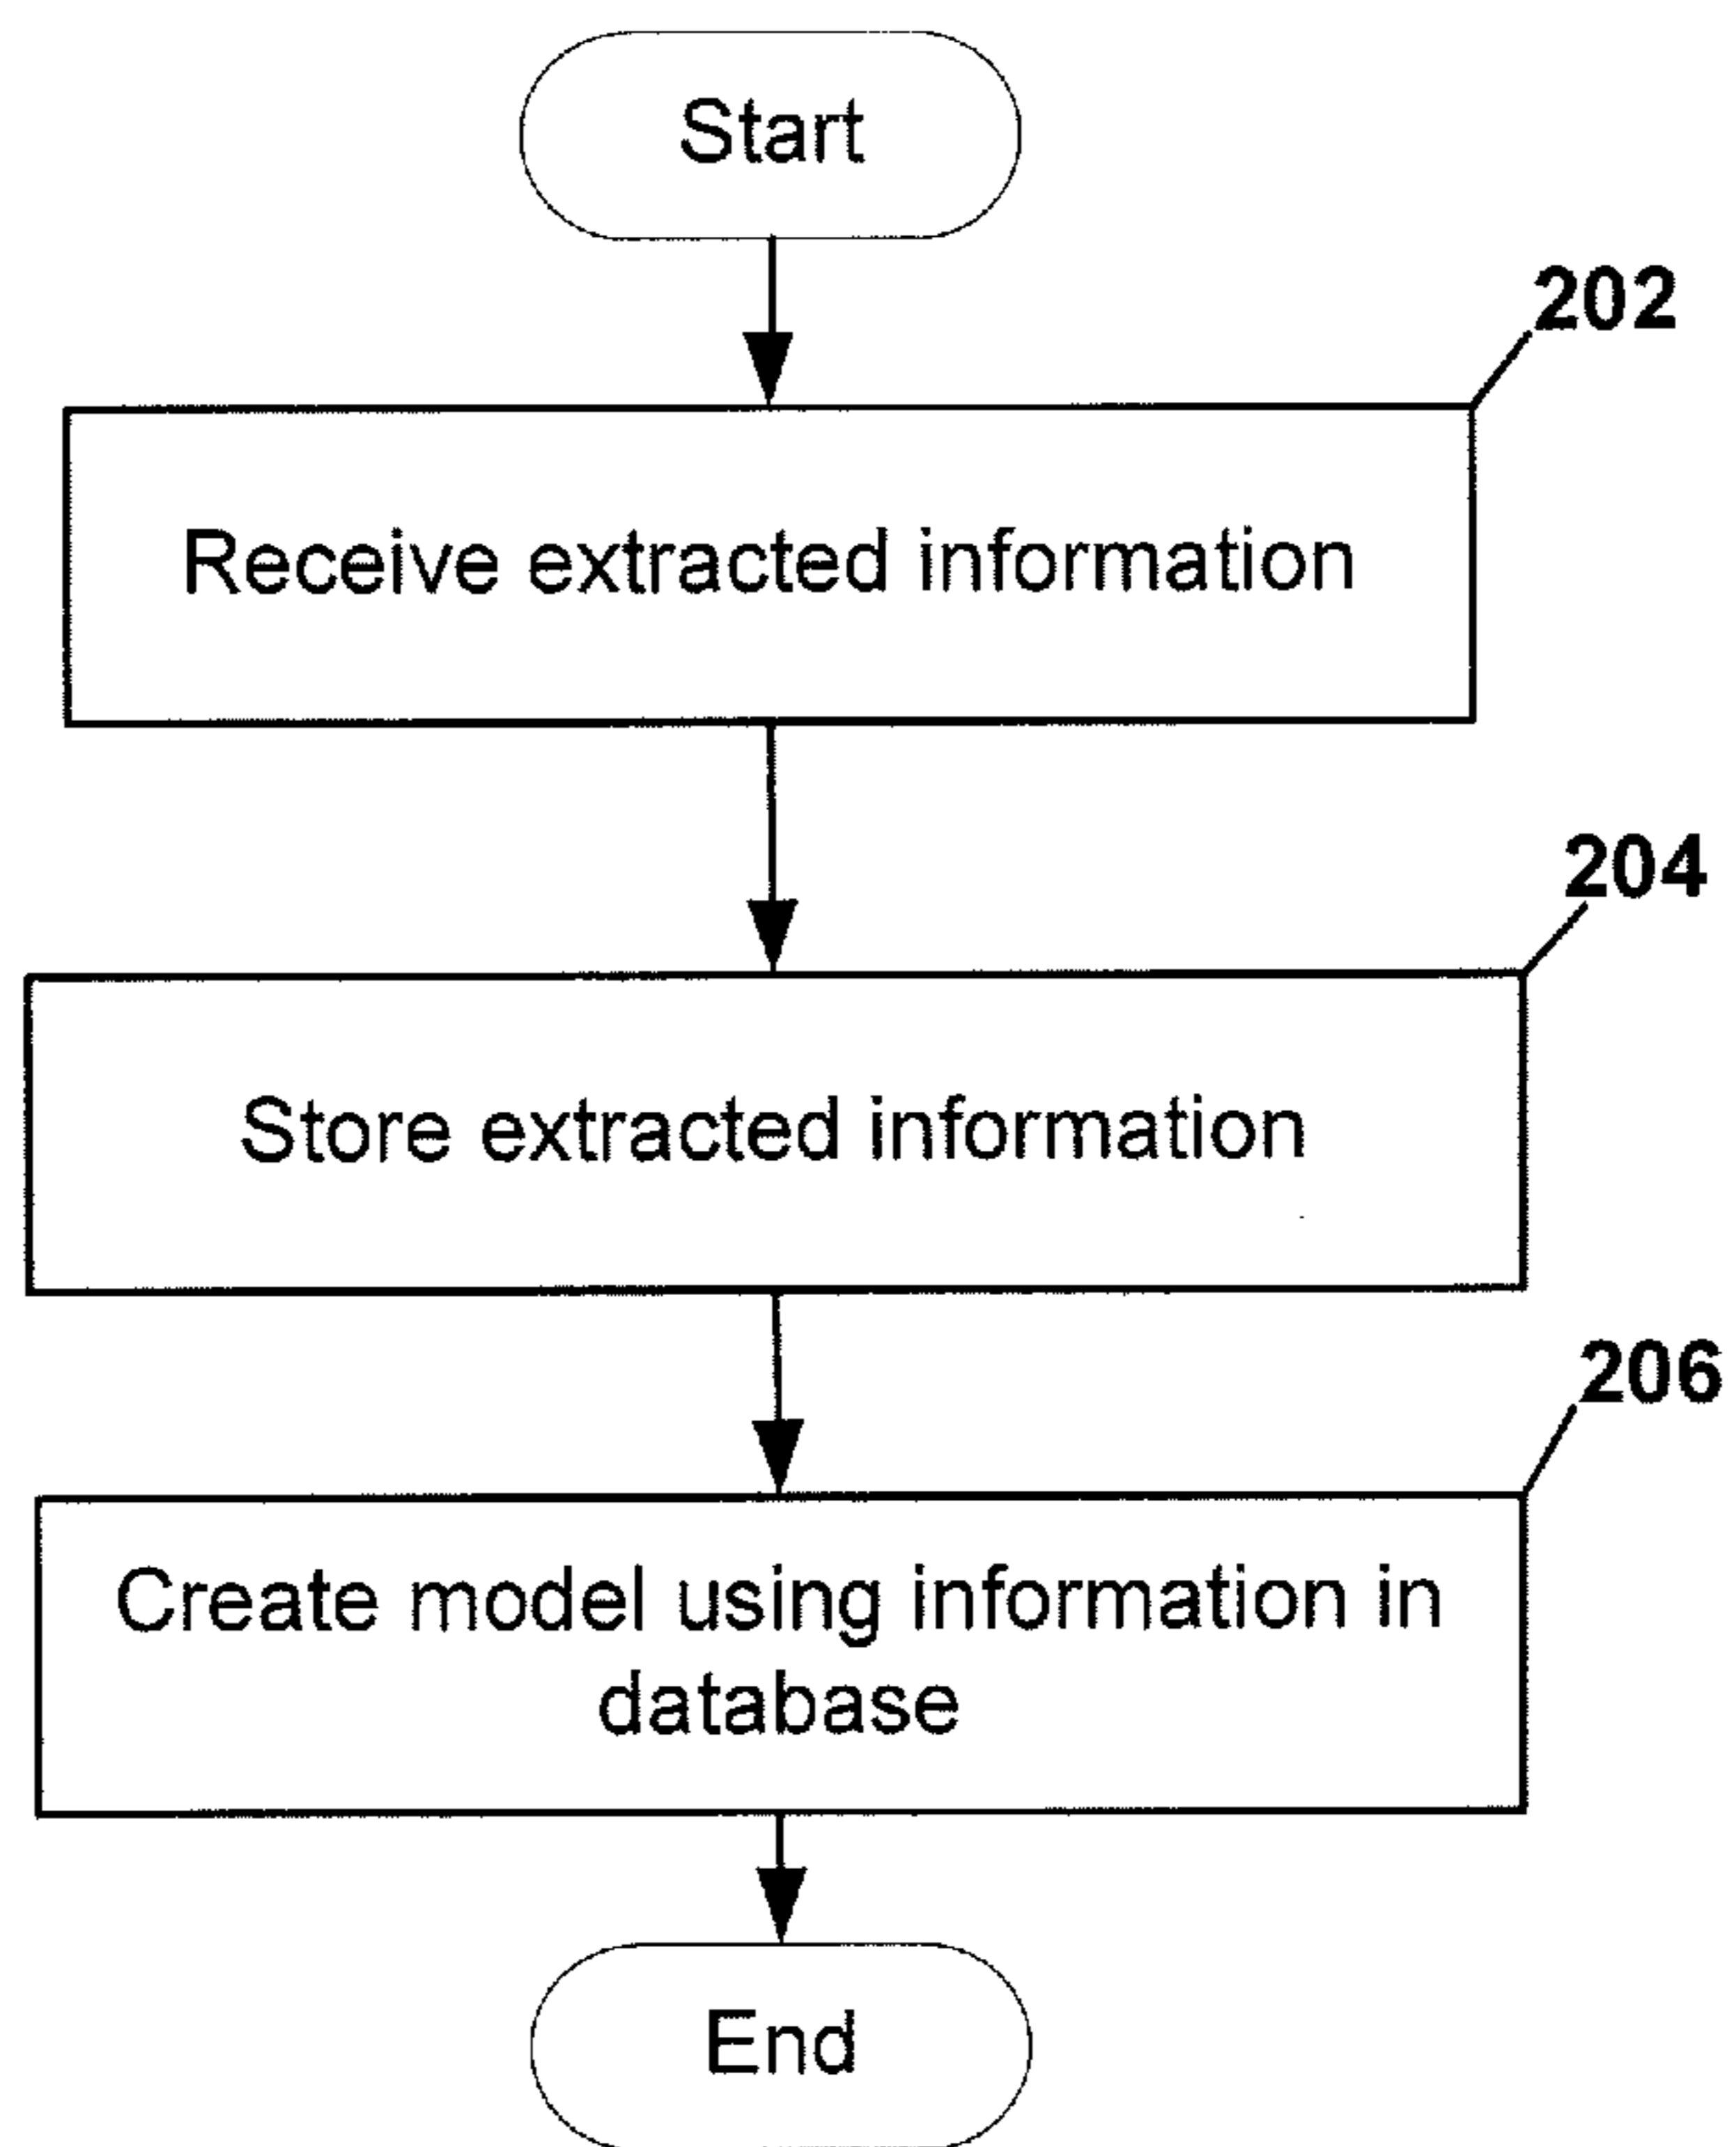 Start
202
Receive extracted information
204
Store extracted information
206
Create model using information in
database
End